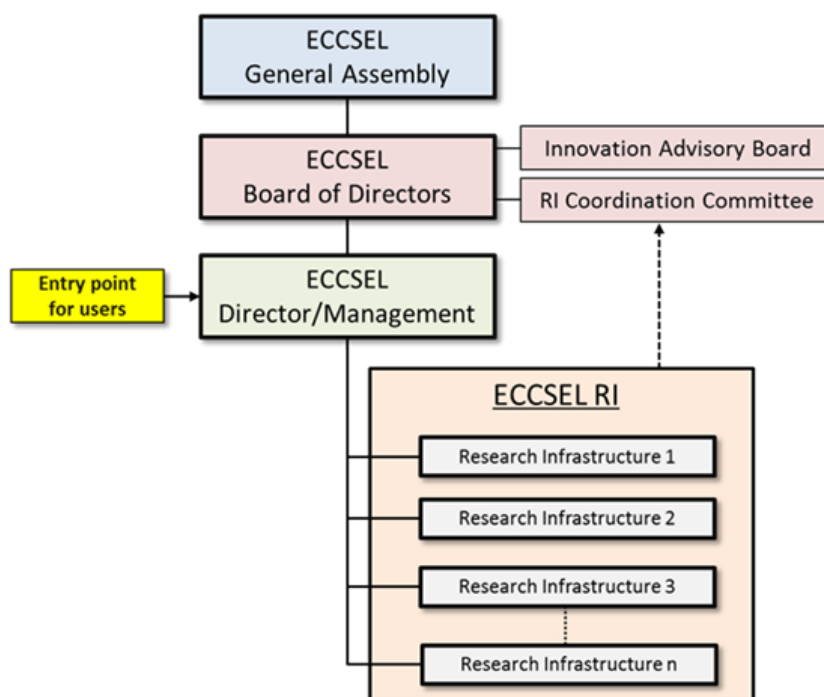 ECCSEL
General Assembly
ECCSEL
Board of Directors
Innovation Advisory Board
RI Coordination Committee
Entry point
for users
ECCSEL
Director/Management
ECCSEL RI
Research Infrastructure 1
Research Infrastructure 2
Research Infrastructure 3
Research Infrastructure n